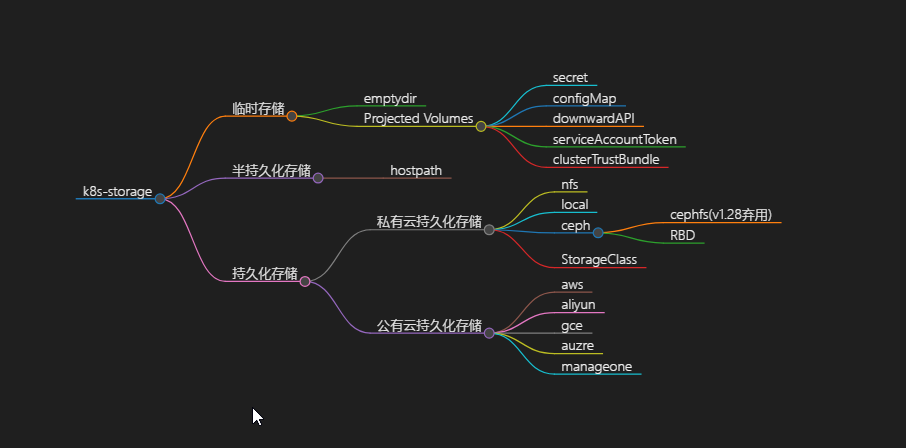 k8s-storage
临时存储
emptydir
Projected Volumes
secret
configMap
downwardAPI
serviceAccountToken
clusterTrustBundle
半持久化存储
hostpath
持久化存储
私有云持久化存储
nfs
local
ceph
cephfs(v1.28弃用)
RBD
StorageClass
公有云持久化存储
aws
aliyun
gce
auzre
manageone